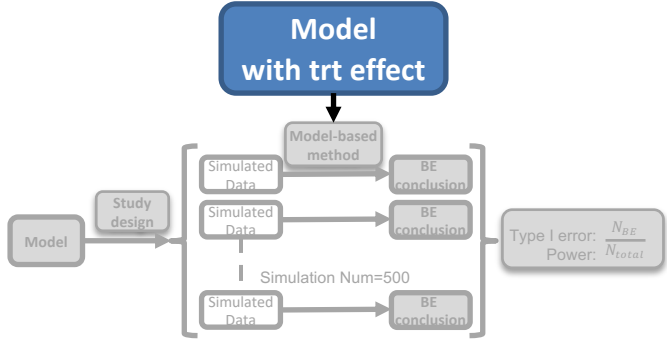 Model
with trt effect
Model-based
method
Simulated
Data
BE
conclusion
Study
design
Simulated
Data
BE
conclusion
Model
Type I error:
Power:
N_BE
N_total
Simulation Num=500
Simulated
Data
BE
conclusion